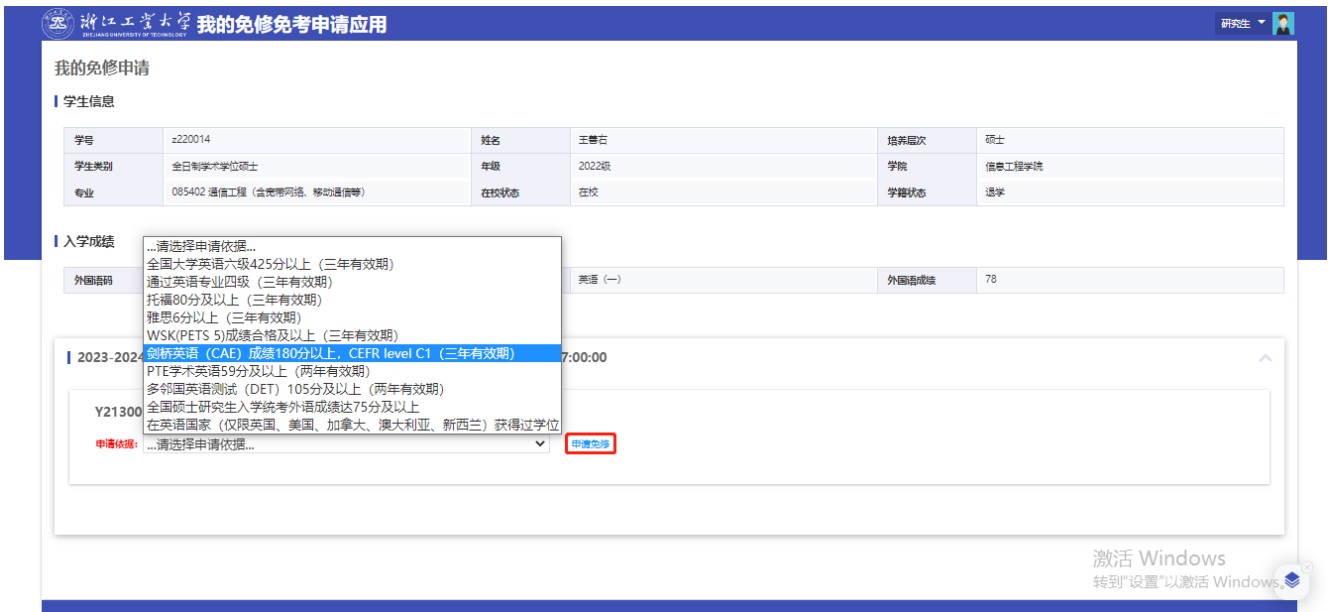 浙江工业大学 我的免修免考申请应用 研究生
ZHEJIANG UNIVERSITY OF TECHNOLOGY
我的免修申请
学生信息
学号 z220014 姓名 王善右 培养层次 硕士
学生类别 全日制学术学位硕士 年级 2022级 学院 信息工程学院
专业 085402 通信工程（含宽带网络、移动通信等） 在校状态 在校 学籍状态 退学
入学成绩
外国语码 英语（一） 外国语成绩 78
...请选择申请依据...
全国大学英语六级425分以上（三年有效期）
通过英语专业四级（三年有效期）
托福80分及以上（三年有效期）
雅思6分以上（三年有效期）
WSK(PETS 5)成绩合格及以上（三年有效期）
剑桥英语（CAE）成绩180分以上，CEFR level C1（三年有效期）
PTE学术英语59分及以上（两年有效期）
多邻国英语测试（DET）105分及以上（两年有效期）
全国硕士研究生入学统考外语成绩达75分及以上
在英语国家（仅限英国、美国、加拿大、澳大利亚、新西兰）获得过学位
2023-2024 7:00:00
Y21300
申请依据: ...请选择申请依据... 申请免修
激活 Windows
转到"设置"以激活 Windows。